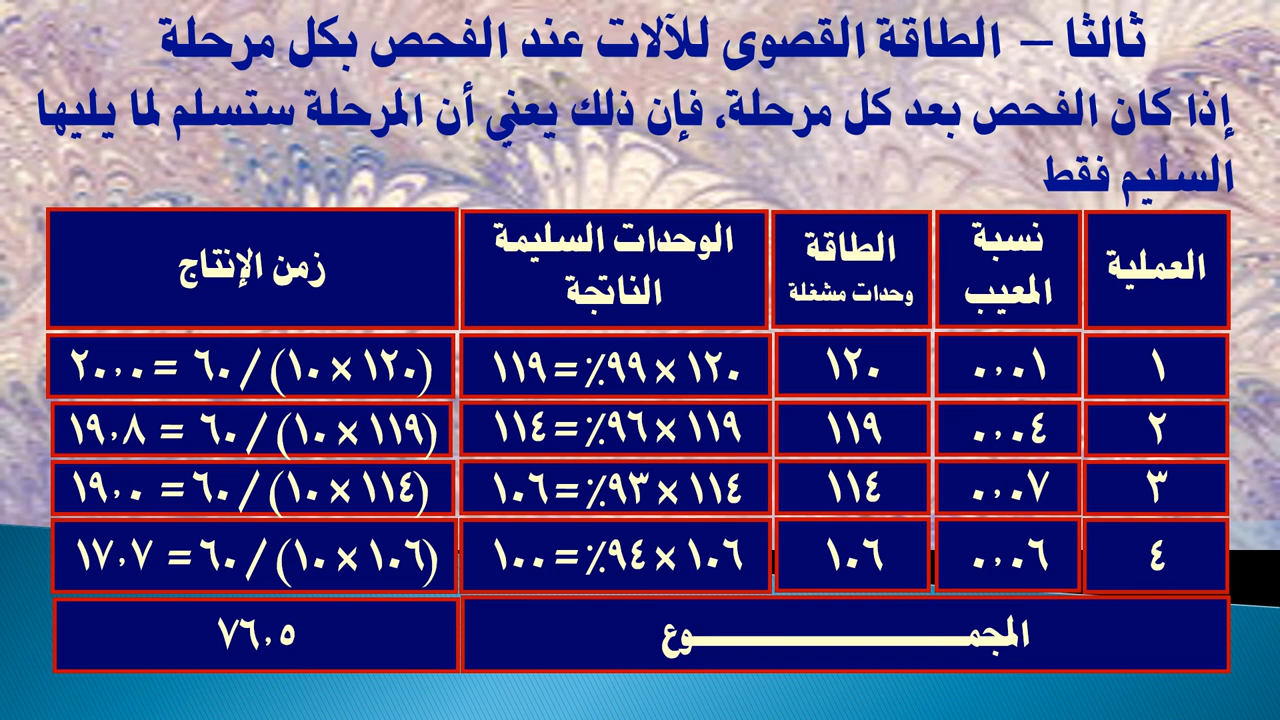 ثالثا – الطاقة القصوى للآلات عند الفحص بكل مرحلة
إذا كان الفحص بعد كل مرحلة، فإن ذلك يعني أن المرحلة ستسلم لما يليها
السليم فقط
العملية
نسبة
المعيب
الطاقة
وحدات مشغلة
الوحدات السليمة
الناتجة
زمن الإنتاج
١
٠,٠١
١٢٠
١٢٠ × ٩٩٪ = ١١٩
(١٢٠ × ١٠) / ٦٠ = ٢٠,٠
٢
٠,٠٤
١١٩
١١٩ × ٩٦٪ = ١١٤
(١١٩ × ١٠) / ٦٠ = ١٩,٨
٣
٠,٠٧
١١٤
١١٤ × ٩٣٪ = ١٠٦
(١١٤ × ١٠) / ٦٠ = ١٩,٠
٤
٠,٠٦
١٠٦
١٠٦ × ٩٤٪ = ١٠٠
(١٠٦ × ١٠) / ٦٠ = ١٧,٧
المجمـــــــــــــــــــــــــوع
٧٦,٥